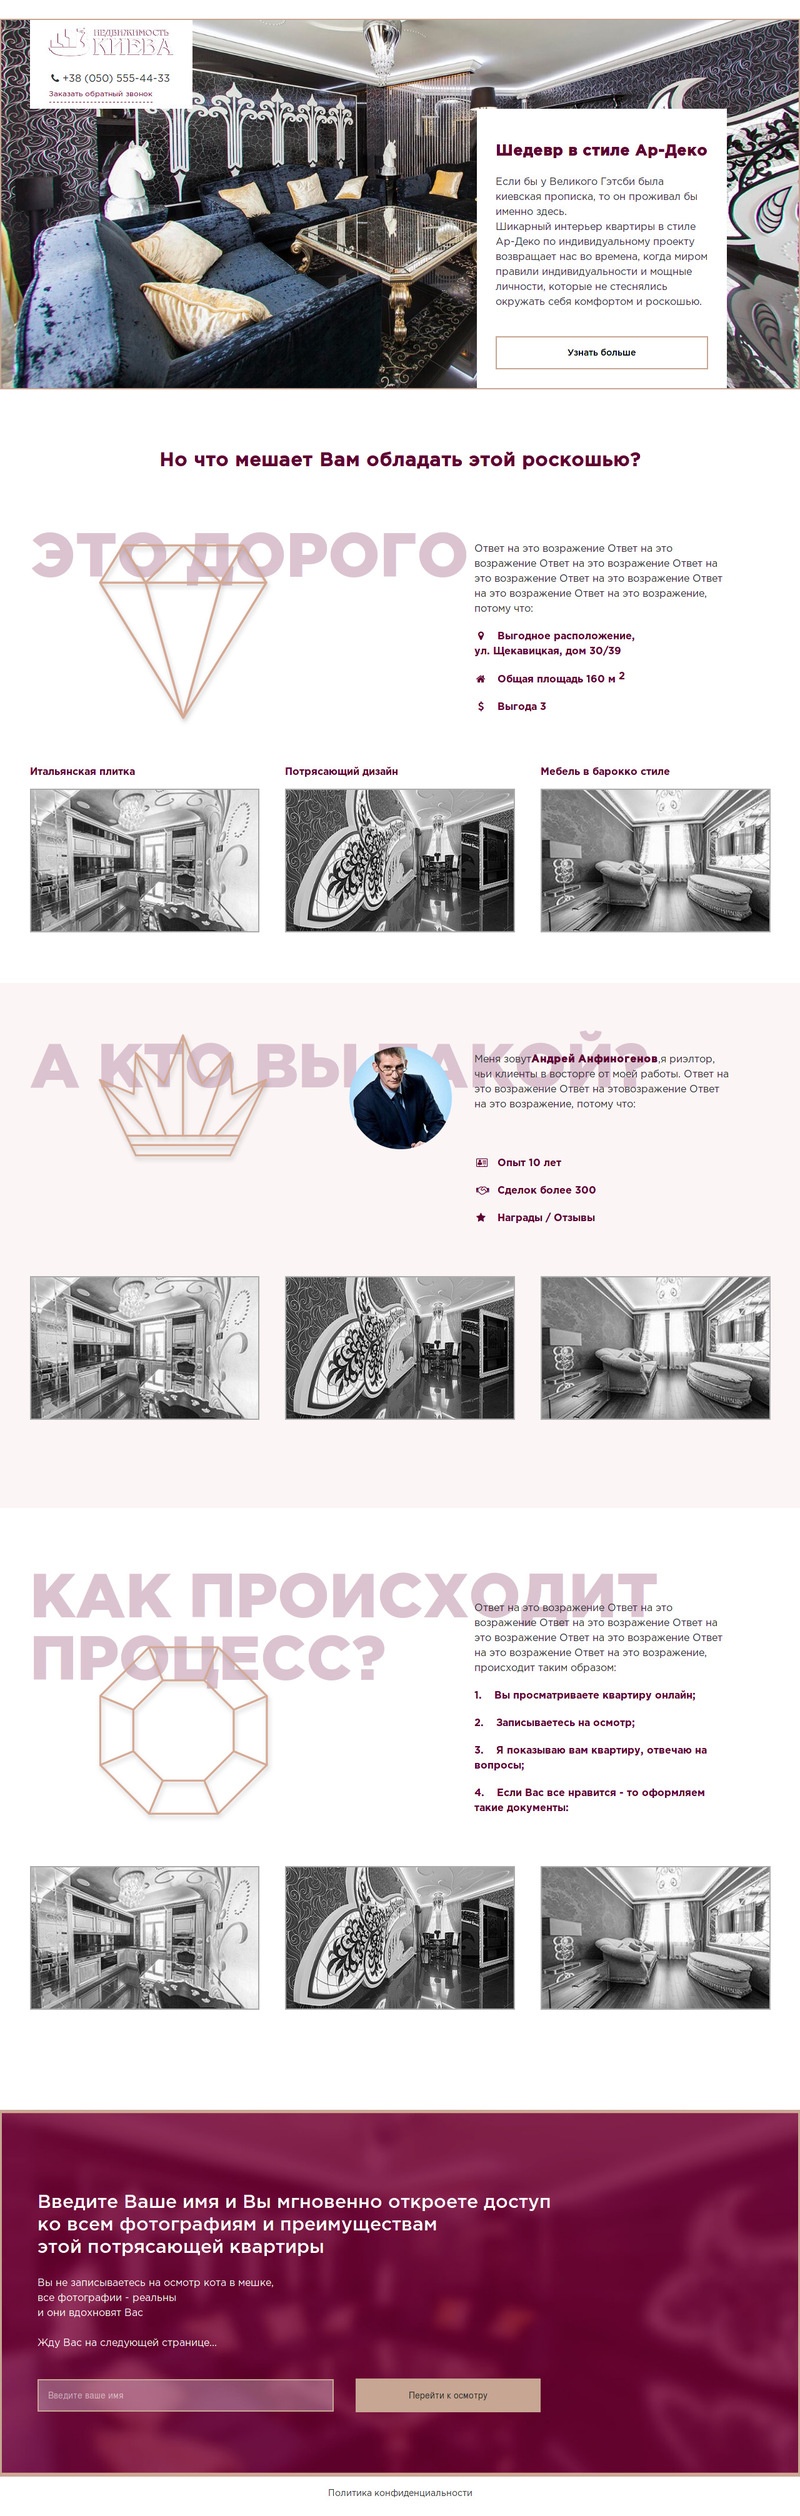 НЕДВИЖИМОСТЬ
КИЕВА
+38 (050) 555-44-33
Заказать обратный звонок
Шедевр в стиле Ар-Деко
Если бы у Великого Гэтсби была
киевская прописка, то он проживал бы
именно здесь.
Шикарный интерьер квартиры в стиле
Ар-Деко по индивидуальному проекту
возвращает нас во времена, когда миром
правили индивидуальности и мощные
личности, которые не стеснялись
окружать себя комфортом и роскошью.
Узнать больше
Но что мешает Вам обладать этой роскошью?
ЭТО ДОРОГО
Ответ на это возражение Ответ на это
возражение Ответ на это возражение Ответ на
это возражение Ответ на это возражение Ответ
на это возражение Ответ на это возражение,
потому что:
Выгодное расположение,
ул. Щекавицкая, дом 30/39
Общая площадь 160 м 2
$ Выгода 3
Итальянская плитка
Потрясающий дизайн
Мебель в барокко стиле
А КТО ВЫ ТАКОЙ?
Меня зовутАндрей Анфиногенов,я риэлтор,
чьи клиенты в восторге от моей работы. Ответ на
это возражение Ответ на этовозражение Ответ
на это возражение, потому что:
Опыт 10 лет
Сделок более 300
Награды / Отзывы
КАК ПРОИСХОДИТ
ПРОЦЕСС?
Ответ на это возражение Ответ на это
возражение Ответ на это возражение Ответ на
это возражение Ответ на это возражение Ответ
на это возражение Ответ на это возражение,
происходит таким образом:
1. Вы просматриваете квартиру онлайн;
2. Записываетесь на осмотр;
3. Я показываю вам квартиру, отвечаю на
вопросы;
4. Если Вас все нравится - то оформляем
такие документы:
Введите Ваше имя и Вы мгновенно откроете доступ
ко всем фотографиям и преимуществам
этой потрясающей квартиры
Вы не записываетесь на осмотр кота в мешке,
все фотографии - реальны
и они вдохновят Вас
Жду Вас на следующей странице...
Введите ваше имя
Перейти к осмотру
Политика конфиденциальности